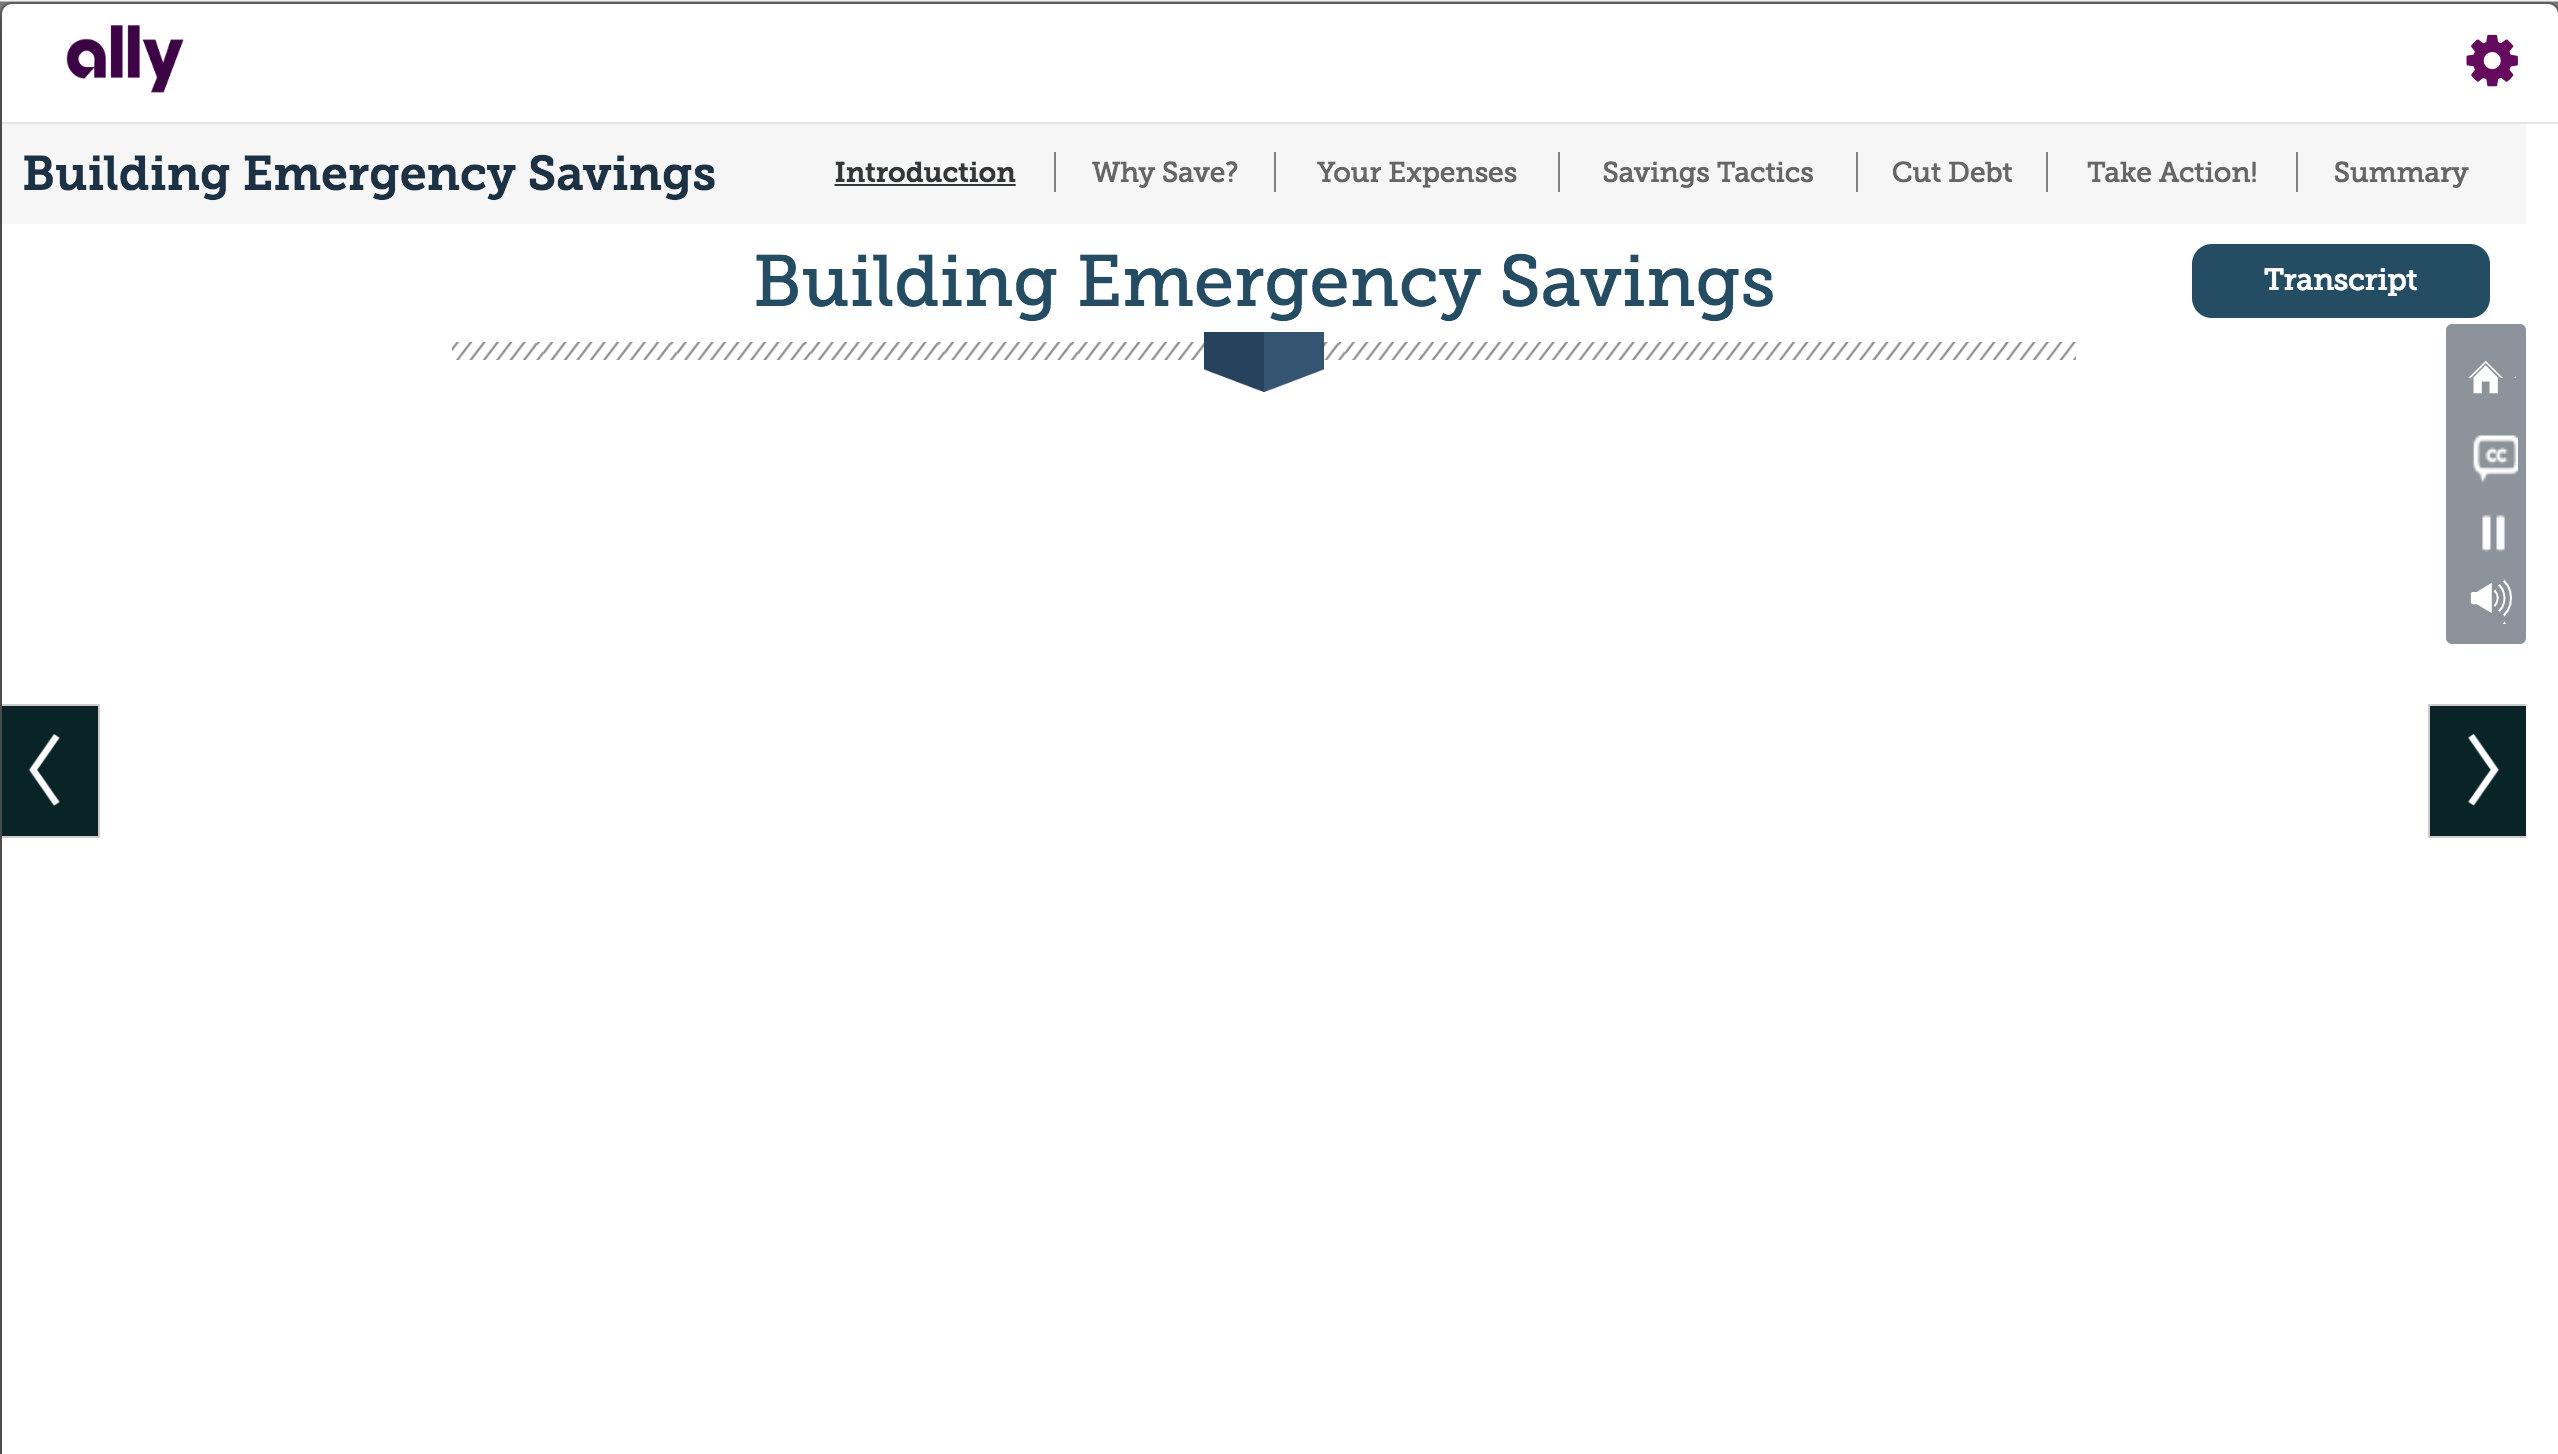 ally
Building Emergency Savings
Introduction
Why Save?
Your Expenses
Savings Tactics
Cut Debt
Take Action!
Summary
Building Emergency Savings
Transcript
CC